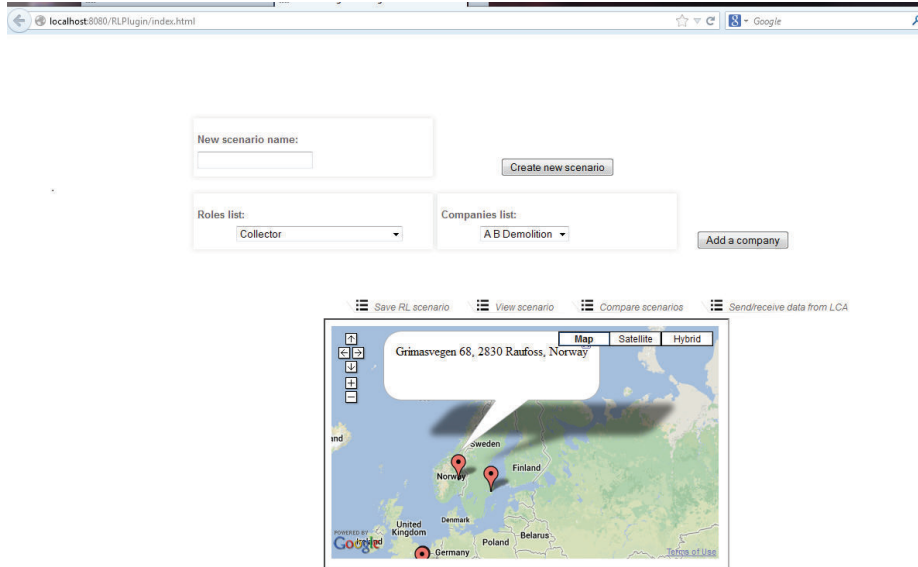 localhost:8080/RLPlugin/index.html
Google
New scenario name:
Create new scenario
Roles list:
Collector
Companies list:
A B Demolition
Add a company
Save RL scenario
View scenario
Compare scenarios
Send/receive data from LCA
Map
Satellite
Hybrid
Grimasvegen 68, 2830 Raufoss, Norway
Sweden
Finland
Norway
United
Kingdom
Denmark
Belarus
Poland
Germany
POWERED BY
Google
Terms of Use